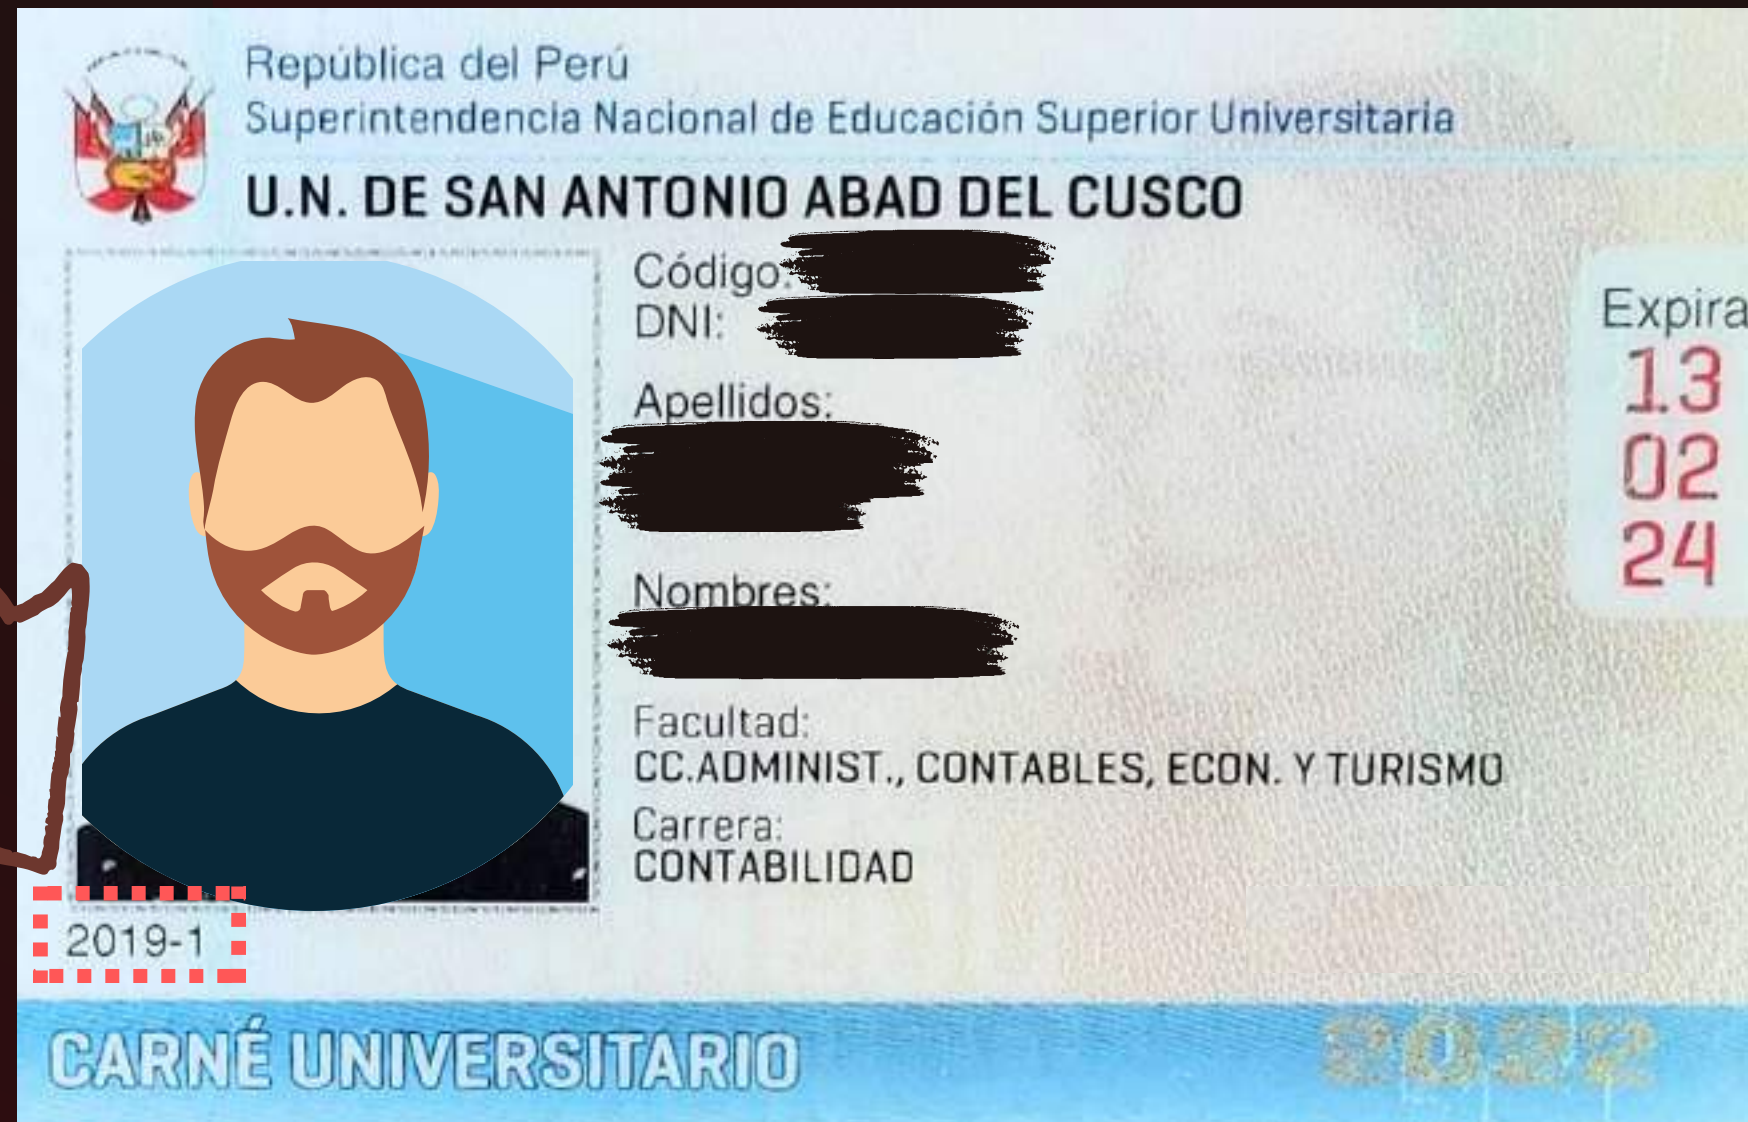 República del Perú
Superintendencia Nacional de Educación Superior Universitaria
U.N. DE SAN ANTONIO ABAD DEL CUSCO
Código:
DNI:
Apellidos:
Nombres:
Facultad:
CC.ADMINIST., CONTABLES, ECON. Y TURISMO
Carrera:
CONTABILIDAD
Expira
13
02
24
2019-1
CARNÉ UNIVERSITARIO
2022